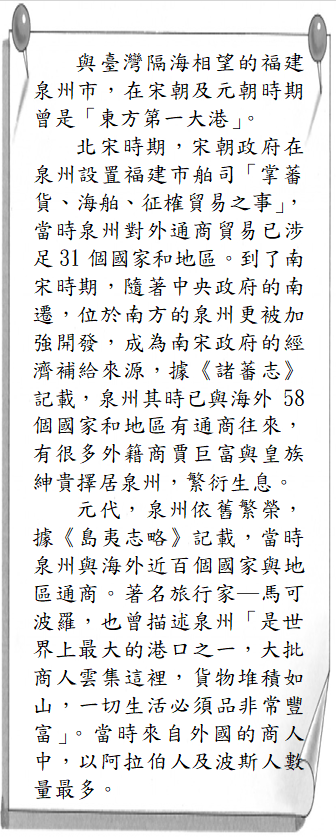 與臺灣隔海相望的福建
泉州市，在宋朝及元朝時期
曾是「東方第一大港」。
北宋時期，宋朝政府在
泉州設置福建市舶司「掌蕃
貨、海舶、征榷貿易之事」，
當時泉州對外通商貿易已涉
足 31 個國家和地區。到了南
宋時期，隨著中央政府的南
遷，位於南方的泉州更被加
強開發，成為南宋政府的經
濟補給來源，據《諸蕃志》
記載，泉州其時已與海外 58
個國家和地區有通商往來，
有很多外籍商賈巨富與皇族
紳貴擇居泉州，繁衍生息。
元代，泉州依舊繁榮，
據《島夷志略》記載，當時
泉州與海外近百個國家與地
區通商。著名旅行家─馬可
波羅，也曾描述泉州「是世
界上最大的港口之一，大批
商人雲集這裡，貨物堆積如
山，一切生活必須品非常豐
富」。當時來自外國的商人
中，以阿拉伯人及波斯人數
量最多。